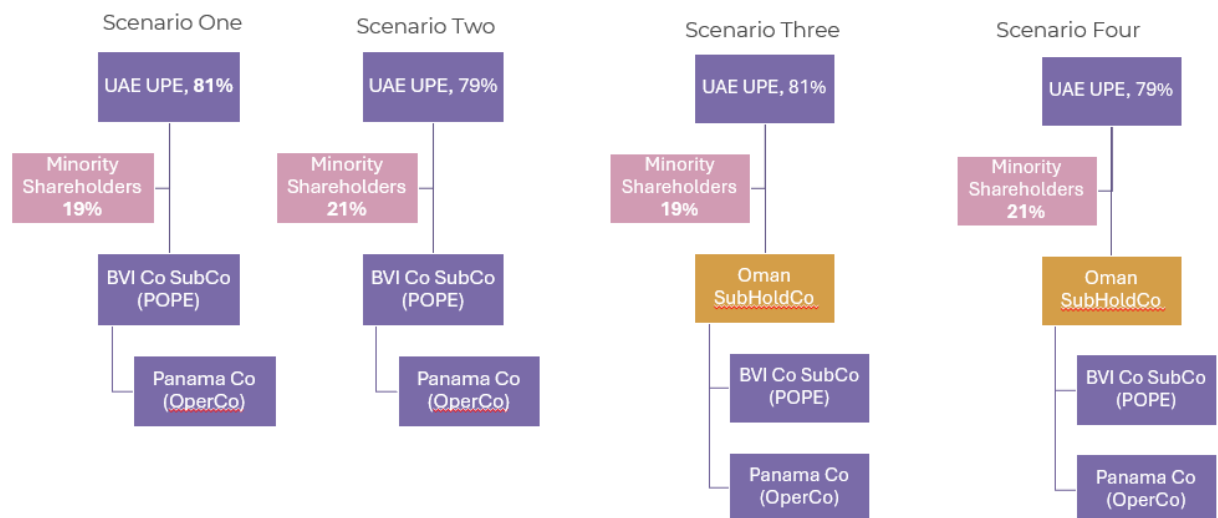 Scenario One
UAE UPE, 81%
Minority
Shareholders
19%
BVI Co SubCo
(POPE)
Panama Co
(OperCo)
Scenario Two
UAE UPE, 79%
Minority
Shareholders
21%
BVI Co SubCo
(POPE)
Panama Co
(OperCo)
Scenario Three
UAE UPE, 81%
Minority
Shareholders
19%
Oman
SubHoldCo
BVI Co SubCo
(POPE)
Panama Co
(OperCo)
Scenario Four
UAE UPE, 79%
Minority
Shareholders
21%
Oman
SubHoldCo
BVI Co SubCo
(POPE)
Panama Co
(OperCo)